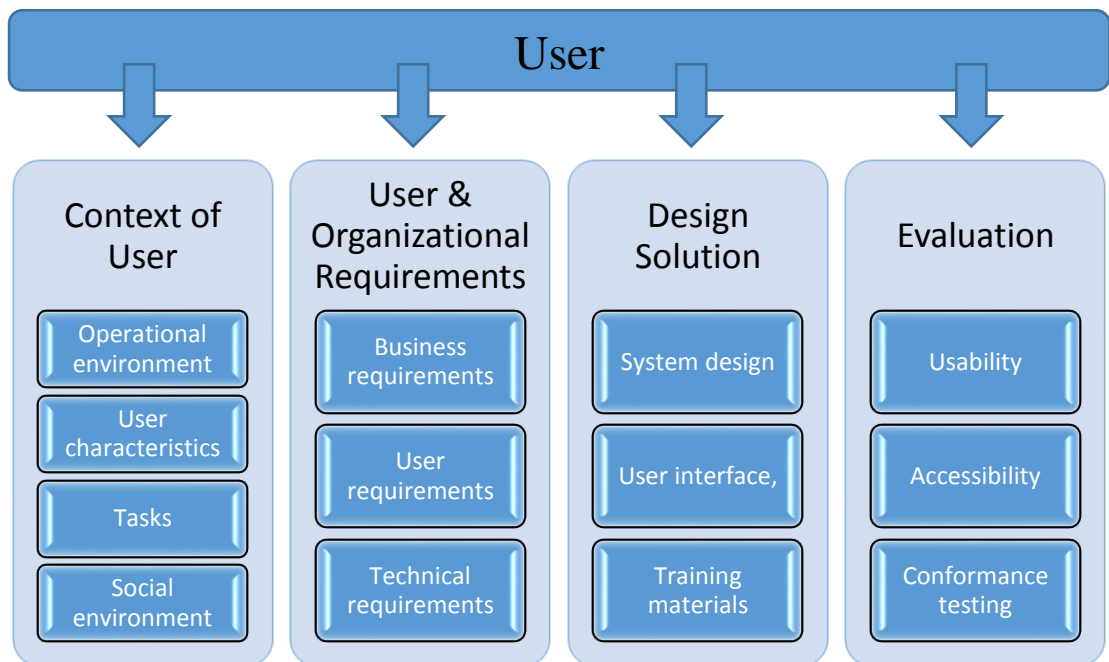 User
Context of
User
Operational
environment
User
characteristics
Tasks
Social
environment
User &
Organizational
Requirements
Business
requirements
User
requirements
Technical
requirements
Design
Solution
System design
User interface,
Training
materials
Evaluation
Usability
Accessibility
Conformance
testing